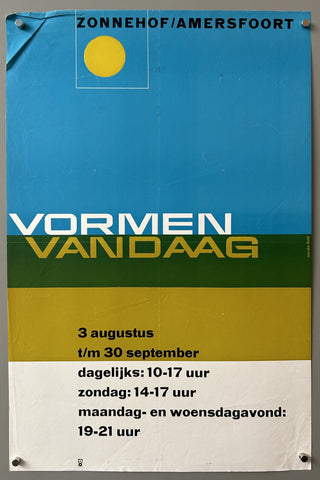 ZONNEHOF/AMERSFOORT
VORMEN
VANDAAG
3 augustus
t/m 30 september
dagelijks: 10-17 uur
zondag: 14-17 uur
maandag- en woensdagavond:
19-21 uur